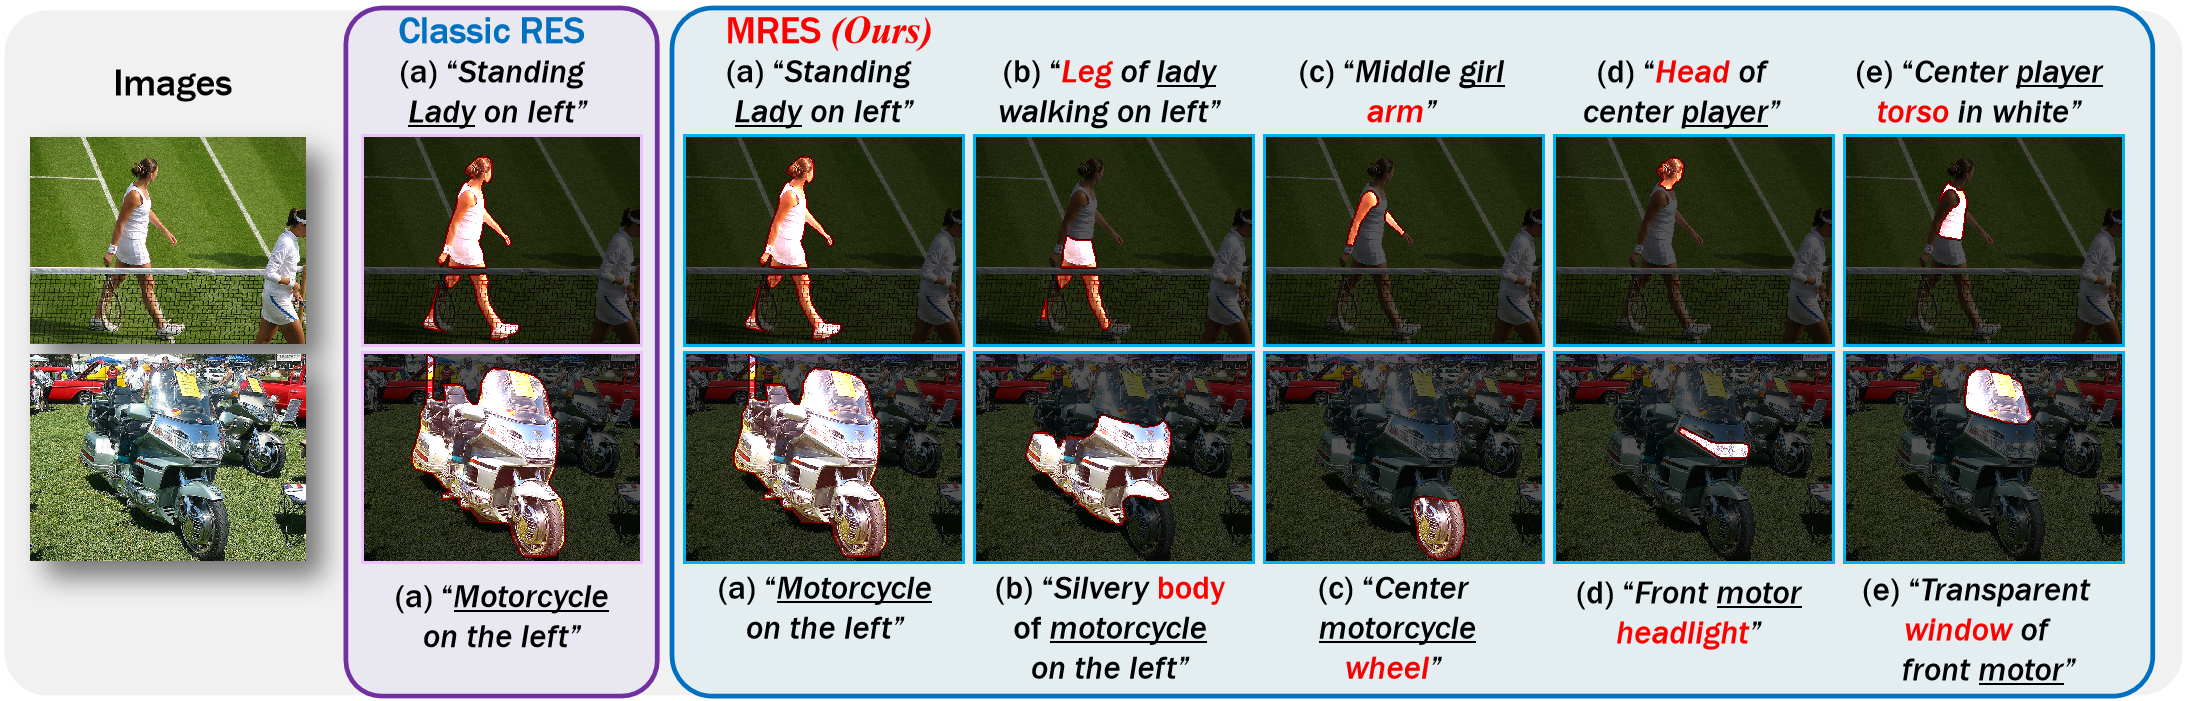 Images
Classic RES
(a) “Standing
Lady on left”
MRES (Ours)
(a) “Standing
Lady on left”
(b) “Leg of lady
walking on left”
(c) “Middle girl
arm”
(d) “Head of
center player”
(e) “Center player
torso in white”
(a) “Motorcycle
on the left”
(a) “Motorcycle
on the left”
(b) “Silvery body
of motorcycle
on the left”
(c) “Center
motorcycle
wheel”
(d) “Front motor
headlight”
(e) “Transparent
window of
front motor”